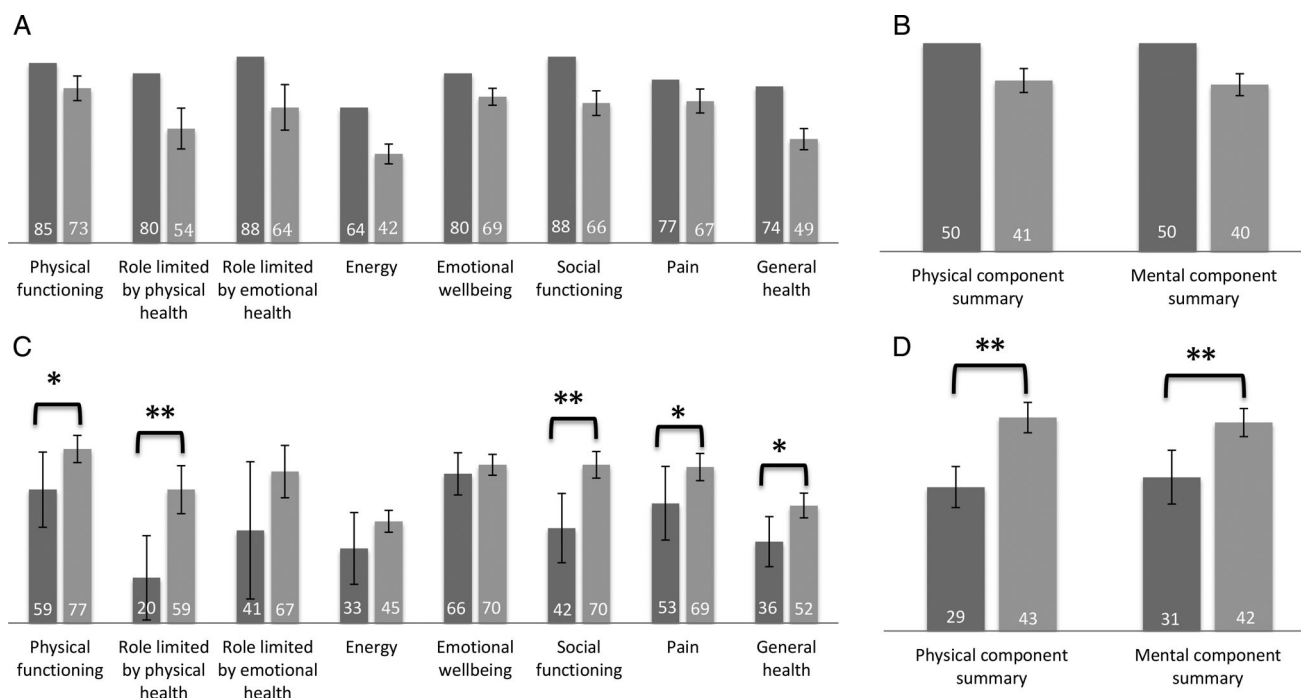 A
85 73 80 54 88 64 64 42 80 69 88 66 77 67 74 49
Physical Role limited Role limited Energy Emotional Social Pain General
functioning by physical by emotional wellbeing functioning health
health health
B
50 41 50 40
Physical component Mental component
summary summary
C
* ** ** * *
59 77 20 59 41 67 33 45 66 70 42 70 53 69 36 52
Physical Role limited Role limited Energy Emotional Social Pain General
functioning by physical by emotional wellbeing functioning health
health health
D
** **
29 43 31 42
Physical component Mental component
summary summary